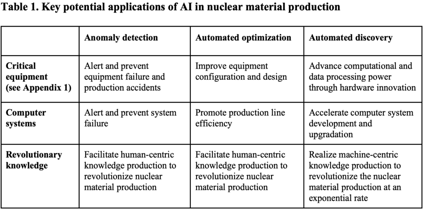 Table 1. Key potential applications of AI in nuclear material production
Anomaly detection Automated optimization Automated discovery
Critical Alert and prevent Improve equipment Advance computational and
equipment equipment failure and configuration and design data processing power
(see Appendix 1) production accidents through hardware innovation
Computer Alert and prevent system Promote production line Accelerate computer system
systems failure efficiency development and
upgradation
Revolutionary Facilitate human-centric Facilitate human-centric Realize machine-centric
knowledge knowledge production to knowledge production to knowledge production to
revolutionize nuclear revolutionize nuclear revolutionize the nuclear
material production material production material production at an
exponential rate